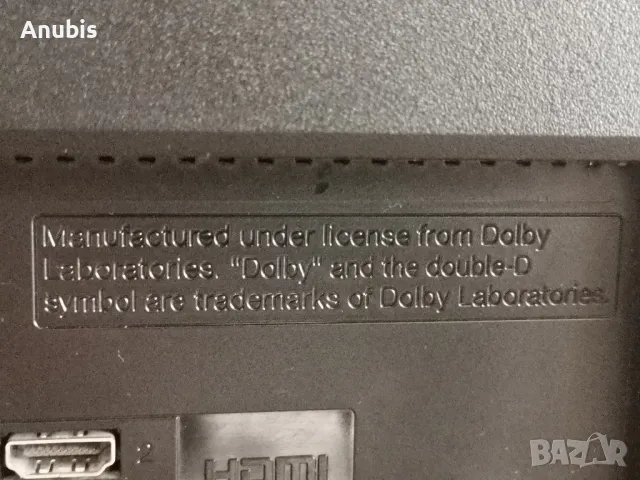 Anubis
Manufactured under license from Dolby
Laboratories. "Dolby" and the double-D
symbol are trademarks of Dolby Laboratories.
2
HDMI
BAZAR